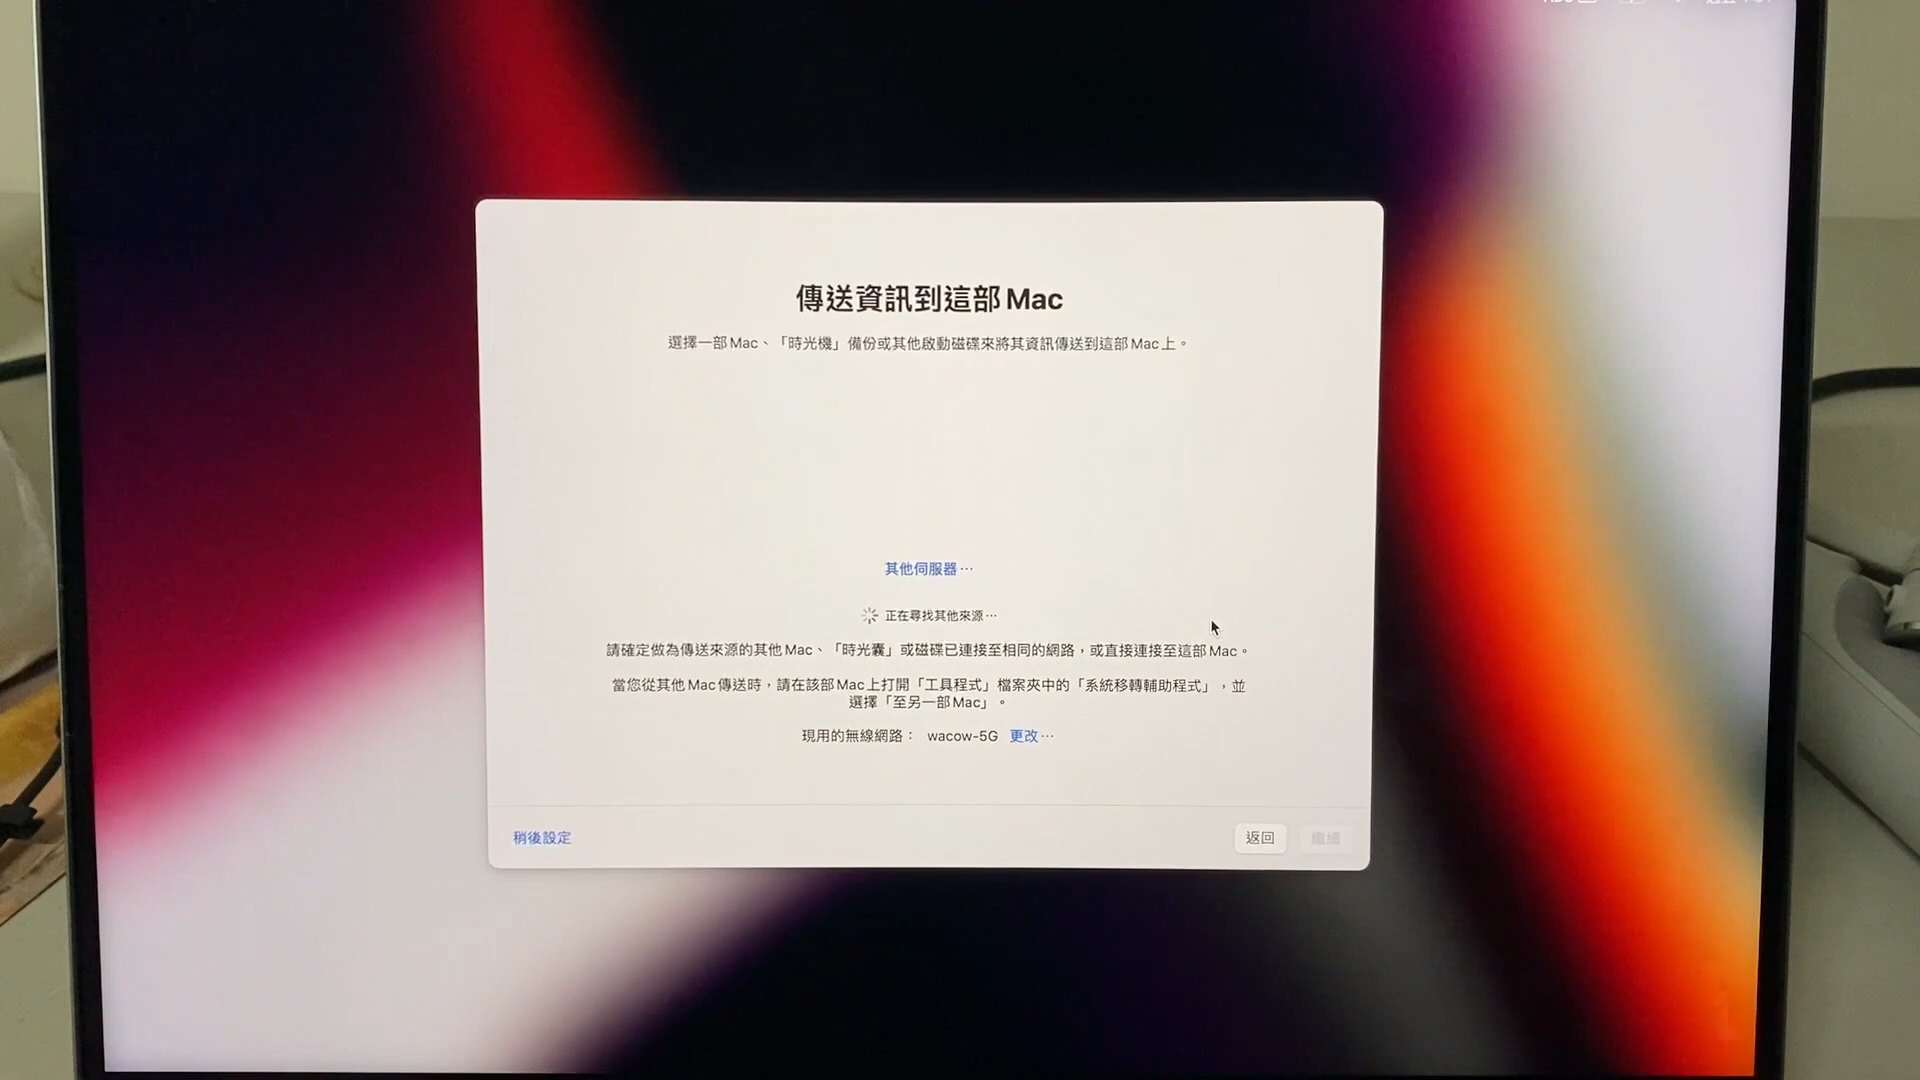 傳送資訊到這部 Mac
選擇一部 Mac、「時光機」備份或其他啟動磁碟來將其資訊傳送到這部 Mac 上。
其他伺服器⋯
正在尋找其他來源⋯
請確定做為傳送來源的其他 Mac、「時光囊」或磁碟已連接至相同的網路，或直接連接至這部 Mac。
當您從其他 Mac 傳送時，請在該部 Mac 上打開「工具程式」檔案夾中的「系統移轉輔助程式」，並
選擇「至另一部 Mac」。
現用的無線網路： wacow-5G 更改⋯
稍後設定
返回
繼續